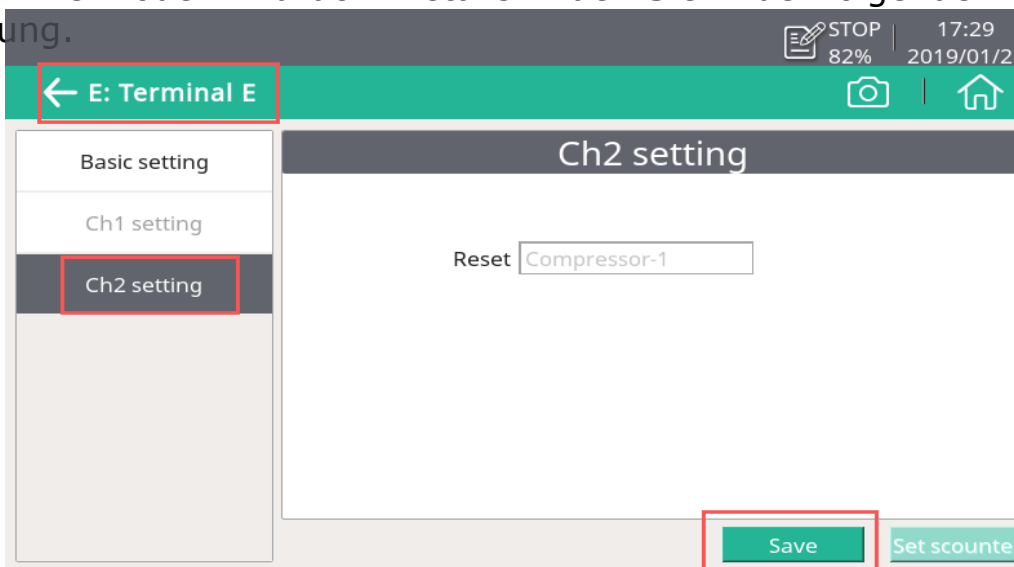 ung.
STOP
17:29
82%
2019/01/2
← E: Terminal E
Basic setting
Ch2 setting
Ch1 setting
Reset Compressor-1
Ch2 setting
Save
Set scounte